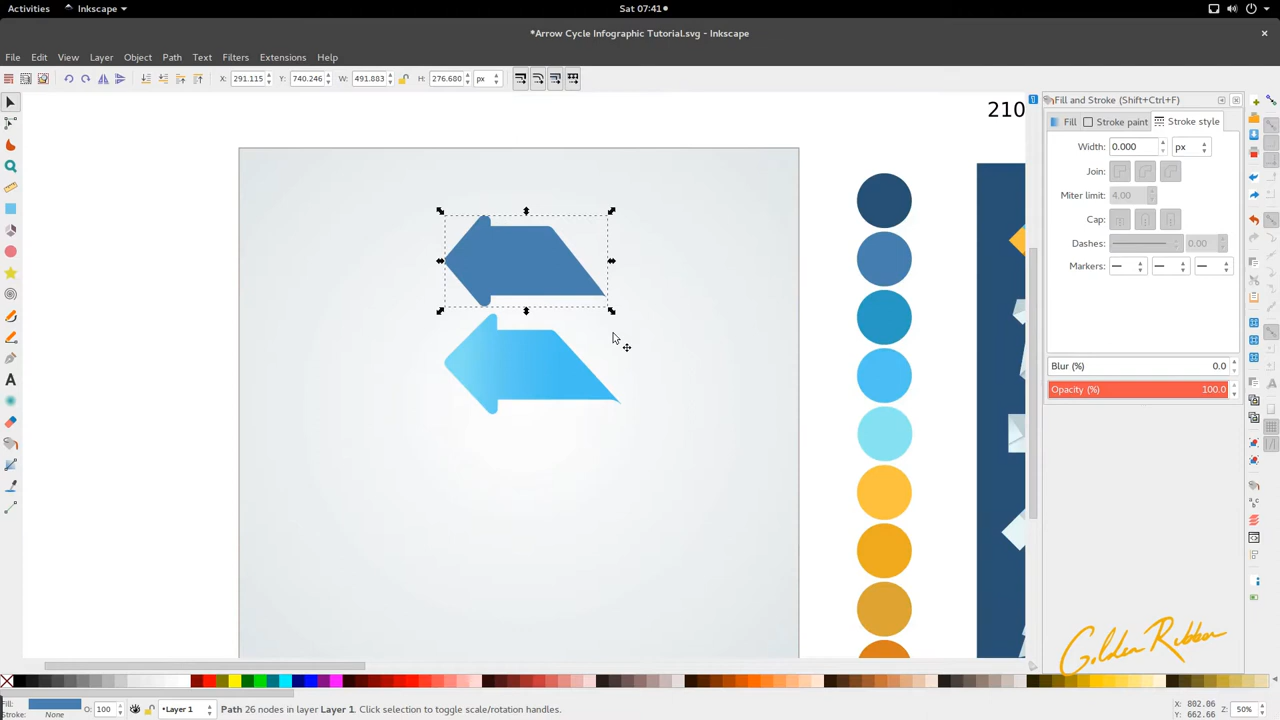 Activities
Inkscape
Sat 07:41
*Arrow Cycle Infographic Tutorial.svg - Inkscape
File Edit View Layer Object Path Text Filters Extensions Help
X: 291.115 Y: 740.246 W: 491.883 H: 276.680 px
Fill and Stroke (Shift+Ctrl+F)
Fill Stroke paint Stroke style
210
Width: 0.000 px
Join:
Miter limit: 4.00
Cap:
Dashes: 0.00
Markers:
Blur (%) 0.0
Opacity (%) 100.0
Golden Ribbon
Fill:
Stroke: None
O: 100
•Layer 1
Path 26 nodes in layer Layer 1. Click selection to toggle scale/rotation handles.
X: 802.86
Y: 662.66
Z: 50%